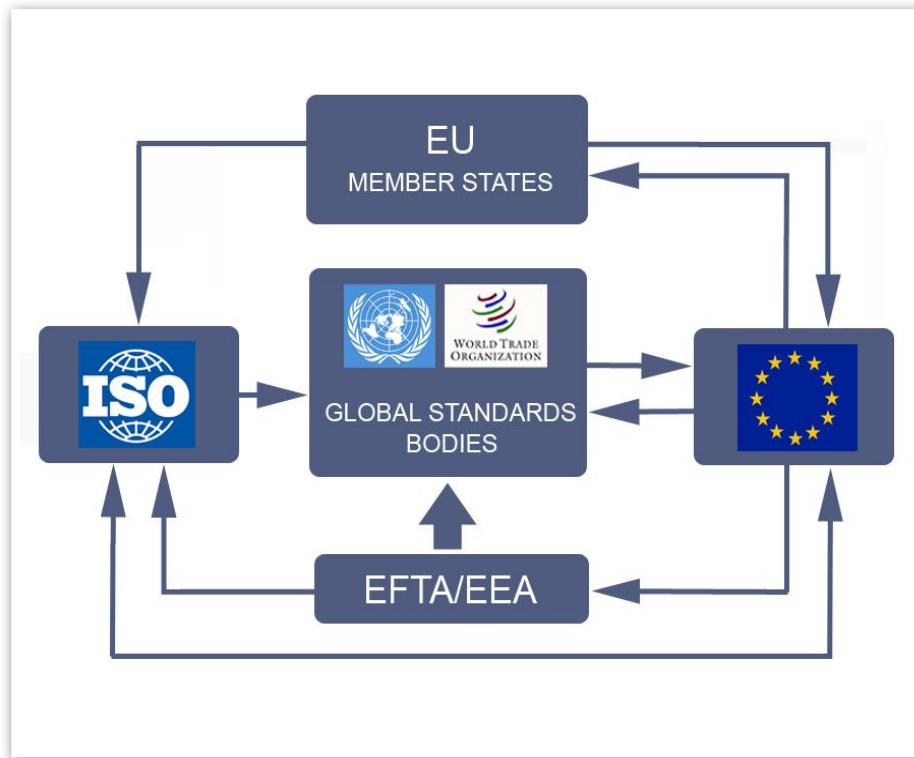 EU
MEMBER STATES
WORLD TRADE
ORGANIZATION
ISO
GLOBAL STANDARDS
BODIES
EFTA/EEA